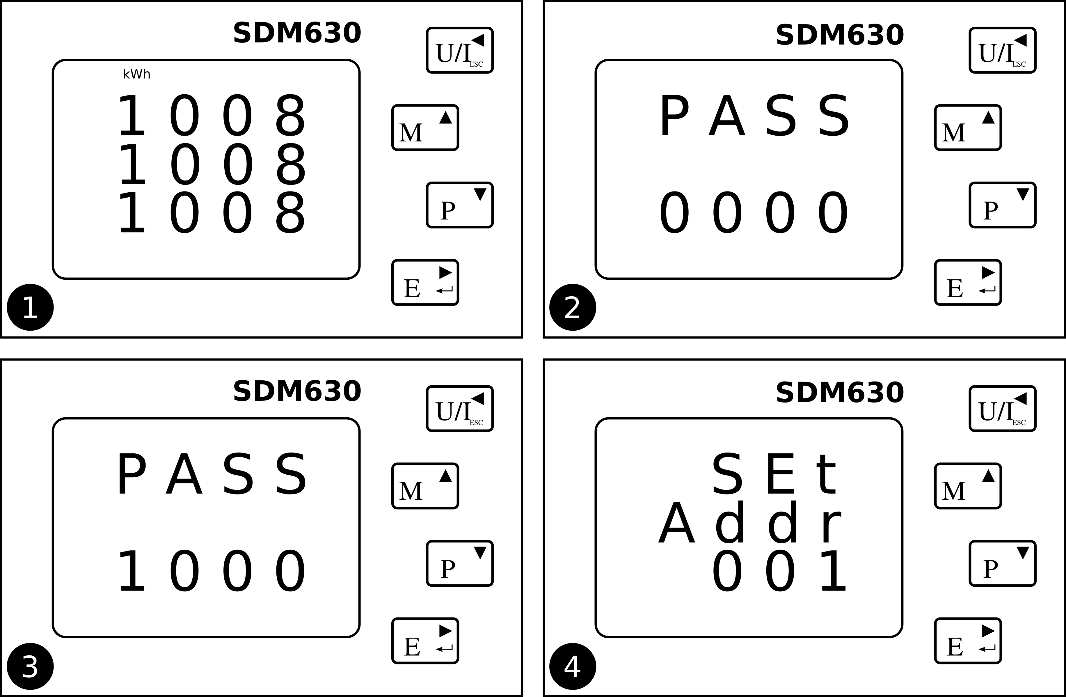 SDM630
U/I ESC
kWh
1008
M
1008
1008
P
E
1
SDM630
U/I ESC
PASS
M
0000
P
E
2
SDM630
U/I ESC
PASS
M
1000
P
E
3
SDM630
U/I ESC
SEt
M
Addr
001
P
E
4